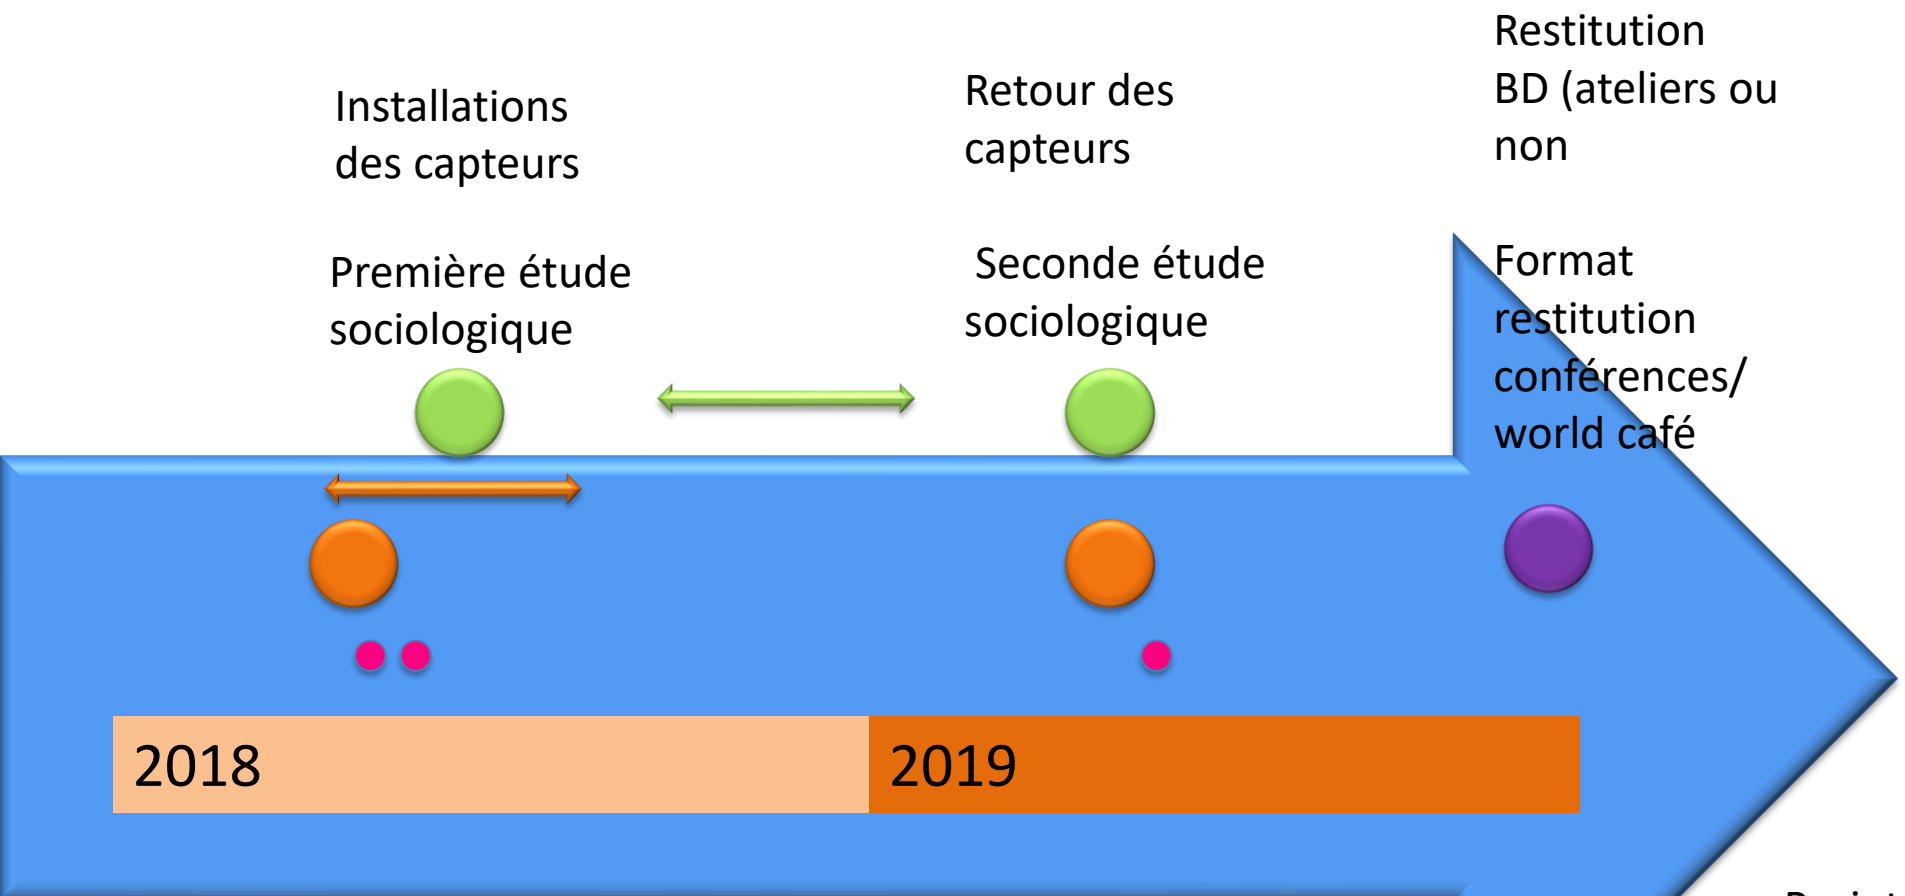 Installations
des capteurs
Première étude
sociologique
Retour des
capteurs
Seconde étude
sociologique
Restitution
BD (ateliers ou
non
Format
restitution
conférences/
world café
2018
2019